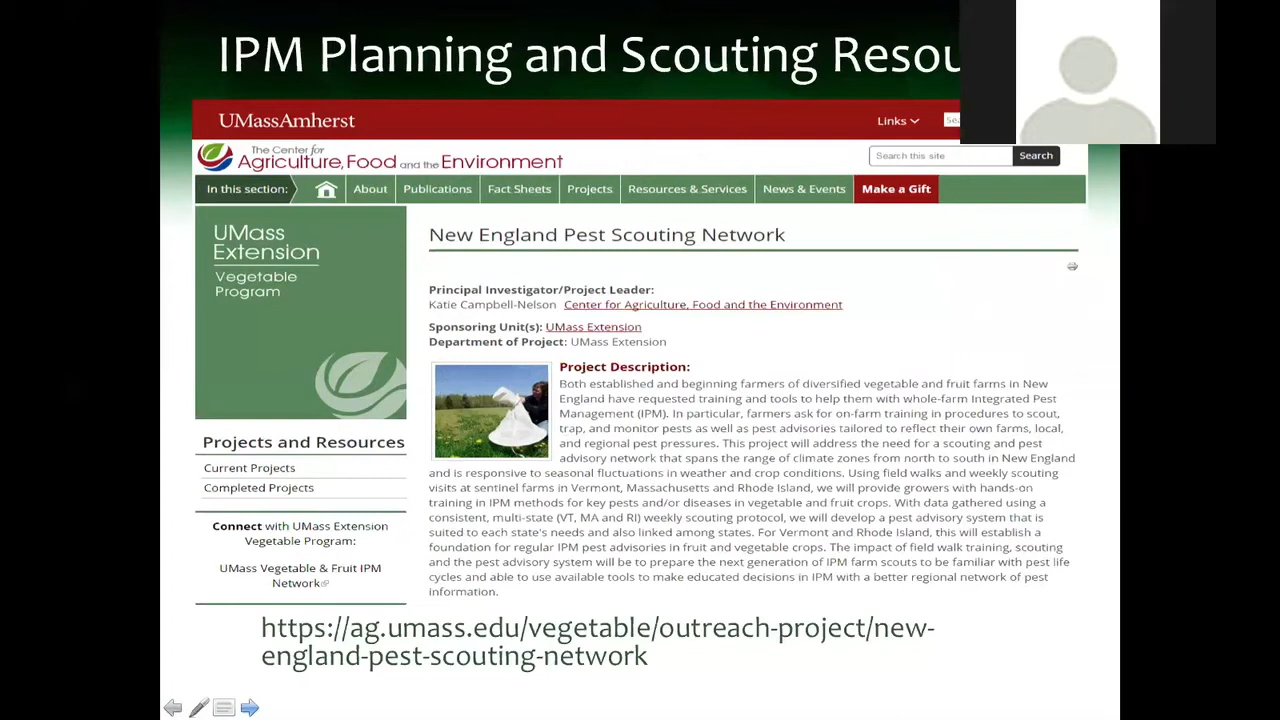 IPM Planning and Scouting
UMassAmherst
Links
The Center for
Agriculture, Food and the Environment
Search this site
Search
In this section:
About
Publications
Fact Sheets
Projects
Resources & Services
News & Events
Make a Gift
UMass
Extension
Vegetable
Program
New England Pest Scouting Network
Principal Investigator/Project Leader:
Katie Campbell-Nelson Center for Agriculture, Food and the Environment
Sponsoring Unit(s): UMass Extension
Department of Project: UMass Extension
Project Description:
Both established and beginning farmers of diversified vegetable and fruit farms in New
England have requested training and tools to help them with whole-farm Integrated Pest
Management (IPM). In particular, farmers ask for on-farm training in procedures to scout,
trap, and monitor pests as well as pest advisories tailored to reflect their own farms, local,
and regional pest pressures. This project will address the need for a scouting and pest
advisory network that spans the range of climate zones from north to south in New England
and is responsive to seasonal fluctuations in weather and crop conditions. Using field walks and weekly scouting
visits at sentinel farms in Vermont, Massachusetts and Rhode Island, we will provide growers with hands-on
training in IPM methods for key pests and/or diseases in vegetable and fruit crops. With data gathered using a
consistent, multi-state (VT, MA and RI) weekly scouting protocol, we will develop a pest advisory system that is
suited to each state's needs and also linked among states. For Vermont and Rhode Island, this will establish a
foundation for regular IPM pest advisories in fruit and vegetable crops. The impact of field walk training, scouting
and the pest advisory system will be to prepare the next generation of IPM farm scouts to be familiar with pest life
cycles and able to use available tools to make educated decisions in IPM with a better regional network of pest
information.
Projects and Resources
Current Projects
Completed Projects
Connect with UMass Extension
Vegetable Program:
UMass Vegetable & Fruit IPM
Network
https://ag.umass.edu/vegetable/outreach-project/new-
england-pest-scouting-network